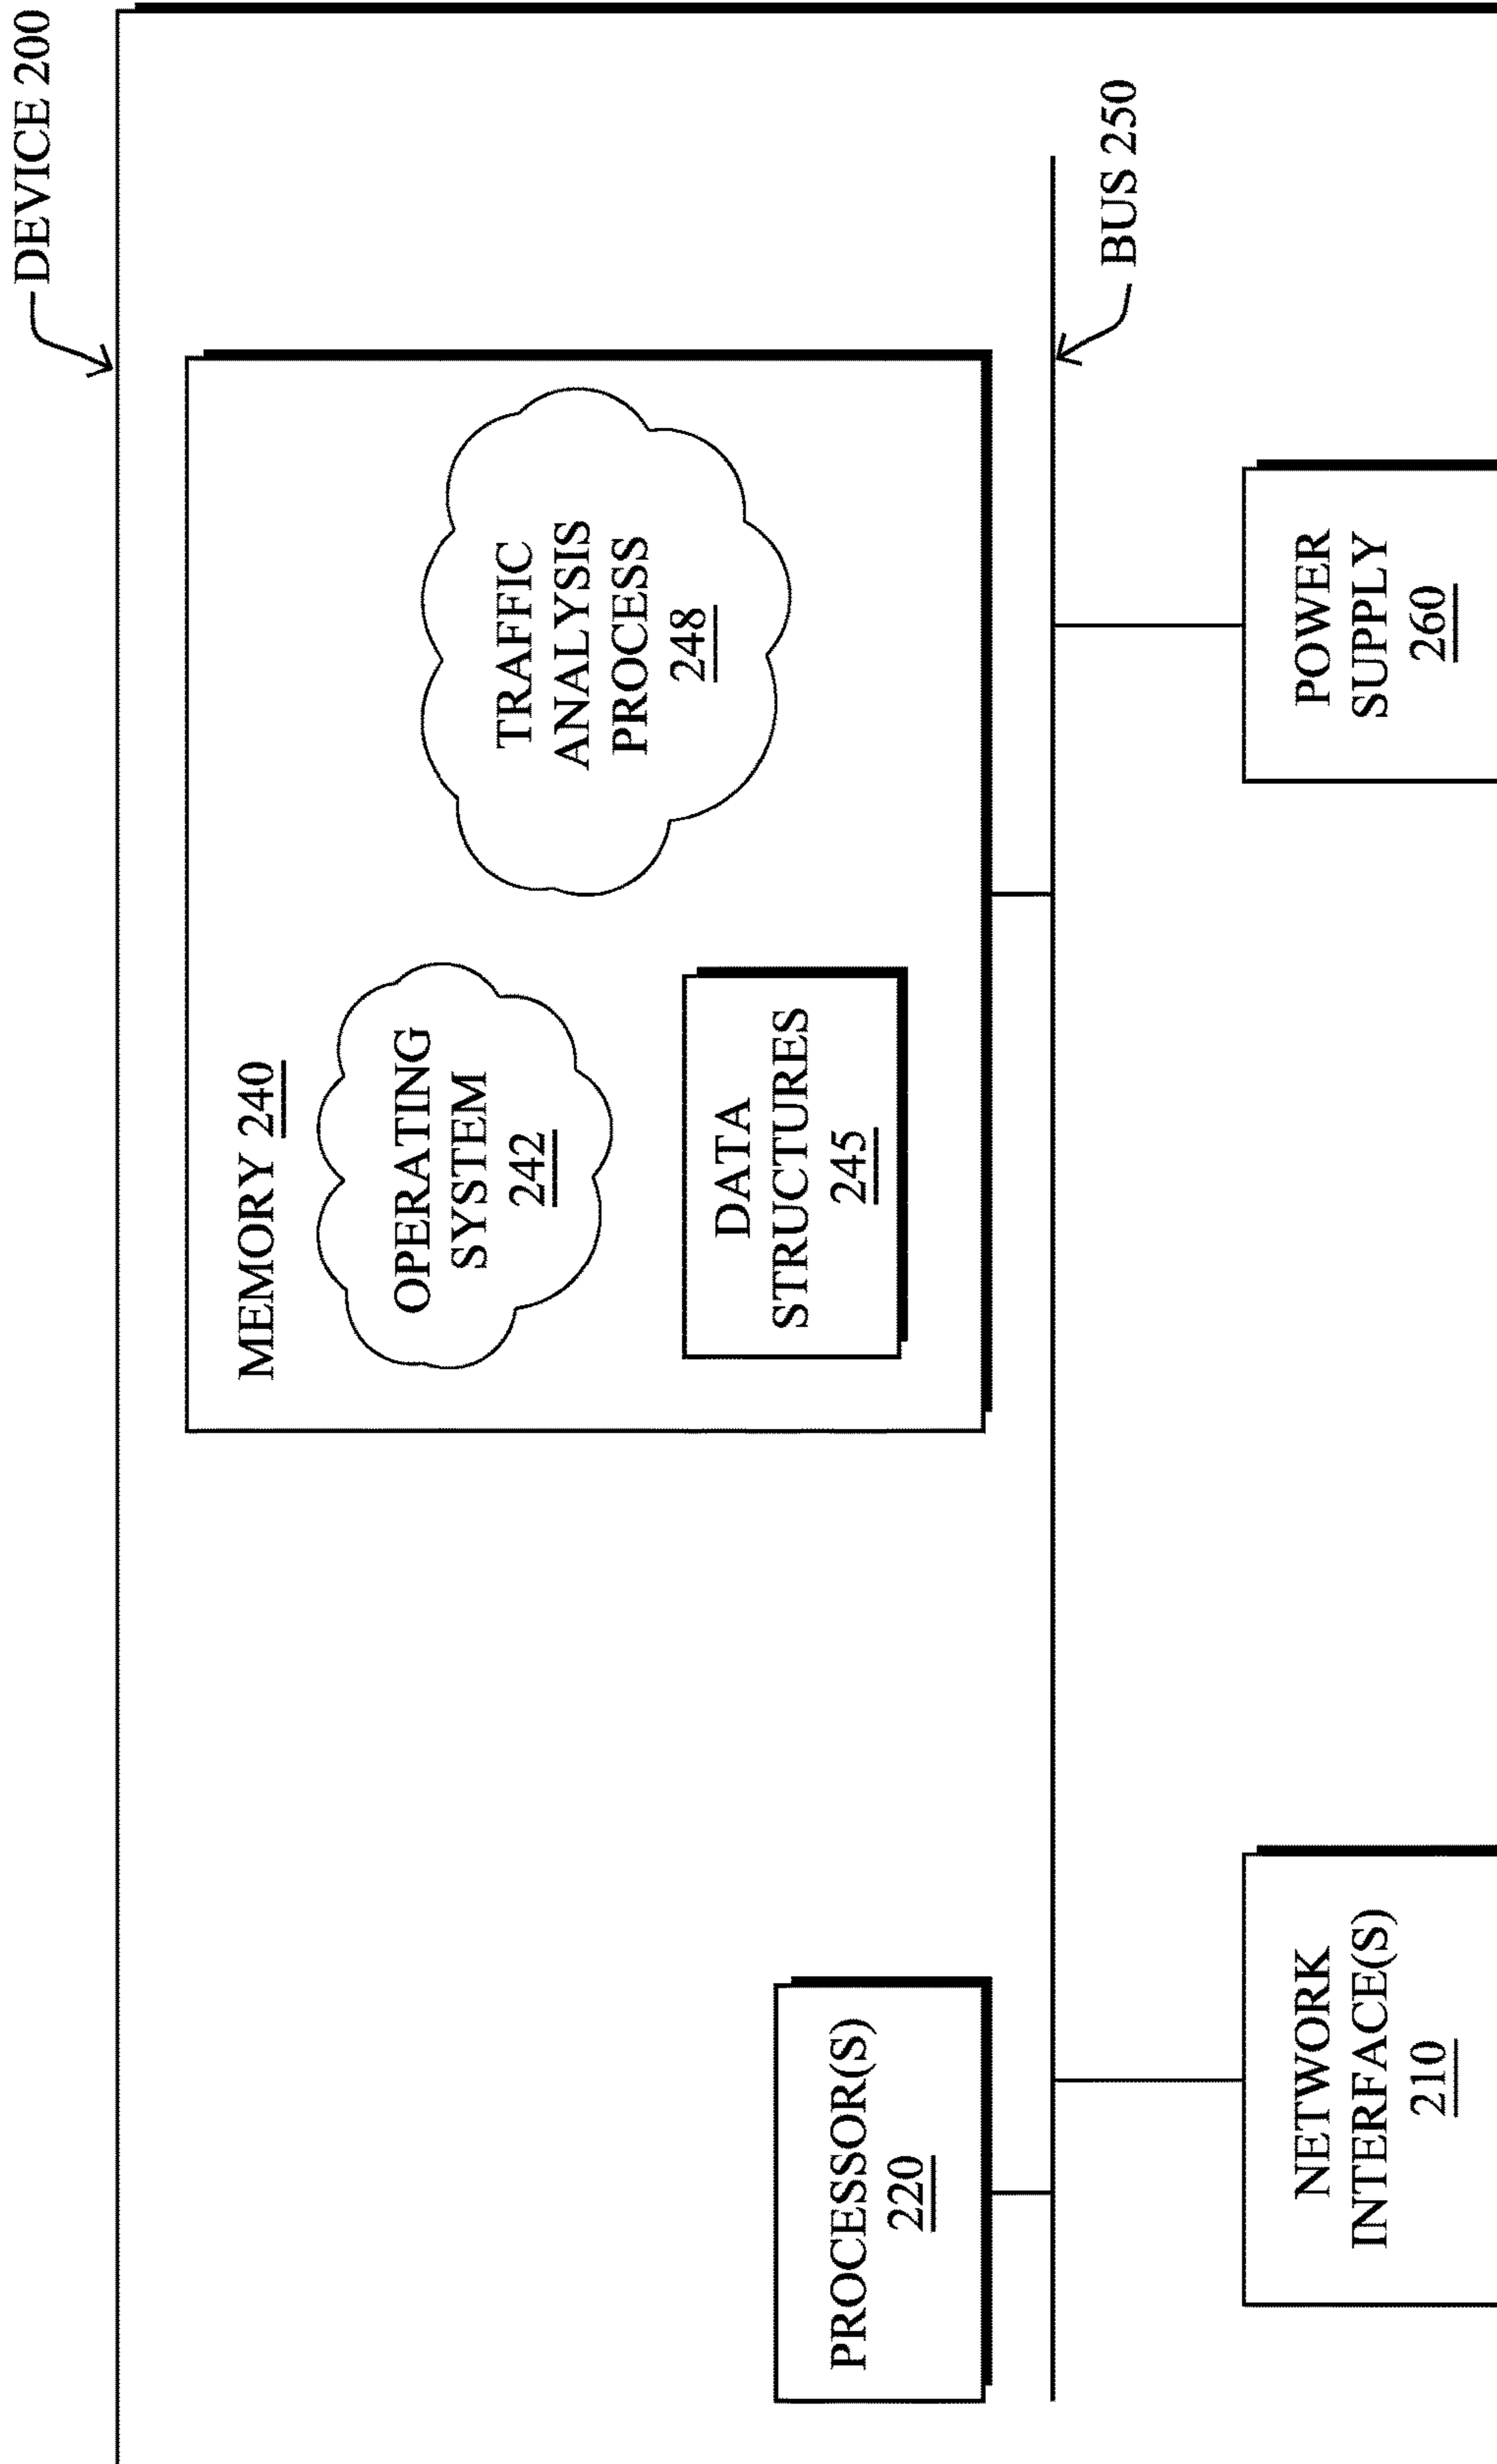 DEVICE 200
MEMORY 240
OPERATING
SYSTEM
242
TRAFFIC
ANALYSIS
PROCESS
248
DATA
STRUCTURES
245
PROCESSOR(S)
220
BUS 250
NETWORK
INTERFACE(S)
210
POWER
SUPPLY
260